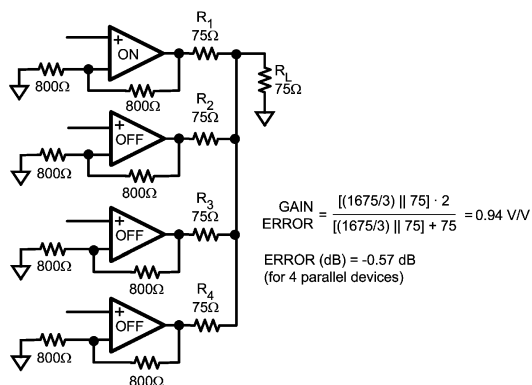 R1
75Ω
+
ON
800Ω
800Ω
RL
75Ω
R2
75Ω
+
OFF
800Ω
800Ω
R3
75Ω
+
OFF
800Ω
800Ω
R4
75Ω
+
OFF
800Ω
800Ω
GAIN ERROR = [(1675/3) || 75] · 2 / [(1675/3) || 75] + 75 = 0.94 V/V
ERROR (dB) = -0.57 dB
(for 4 parallel devices)